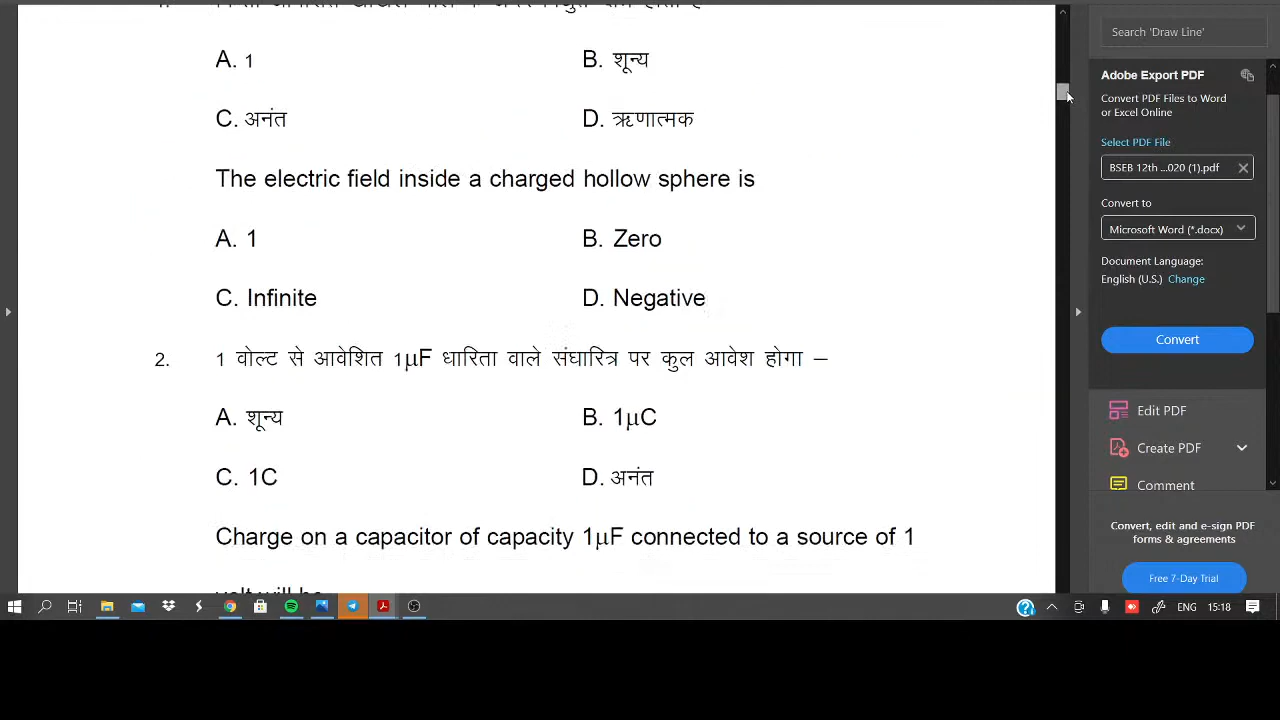 A. 1
B. शून्य
C. अनंत
D. ऋणात्मक
The electric field inside a charged hollow sphere is
A. 1
B. Zero
C. Infinite
D. Negative
2. 1 वोल्ट से आवेशित 1μF धारिता वाले संघारित्र पर कुल आवेश होगा –
A. शून्य
B. 1μC
C. 1C
D. अनंत
Charge on a capacitor of capacity 1μF connected to a source of 1
volt will be
Search 'Draw Line'
Adobe Export PDF
Convert PDF Files to Word
or Excel Online
Select PDF File
BSEB 12th ...020 (1).pdf
Convert to
Microsoft Word (*.docx)
Document Language:
English (U.S.) Change
Convert
Edit PDF
Create PDF
Comment
Convert, edit and e-sign PDF
forms & agreements
Free 7-Day Trial
ENG 15:18